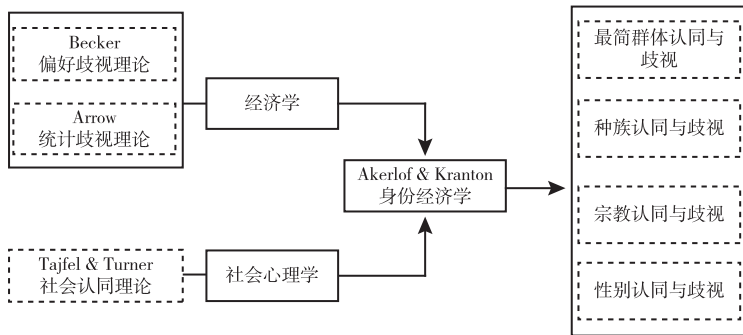 Becker
偏好歧视理论
Arrow
统计歧视理论
经济学
Akerlof & Kranton
身份经济学
Tajfel & Turner
社会认同理论
社会心理学
最简群体认同与
歧视
种族认同与歧视
宗教认同与歧视
性别认同与歧视